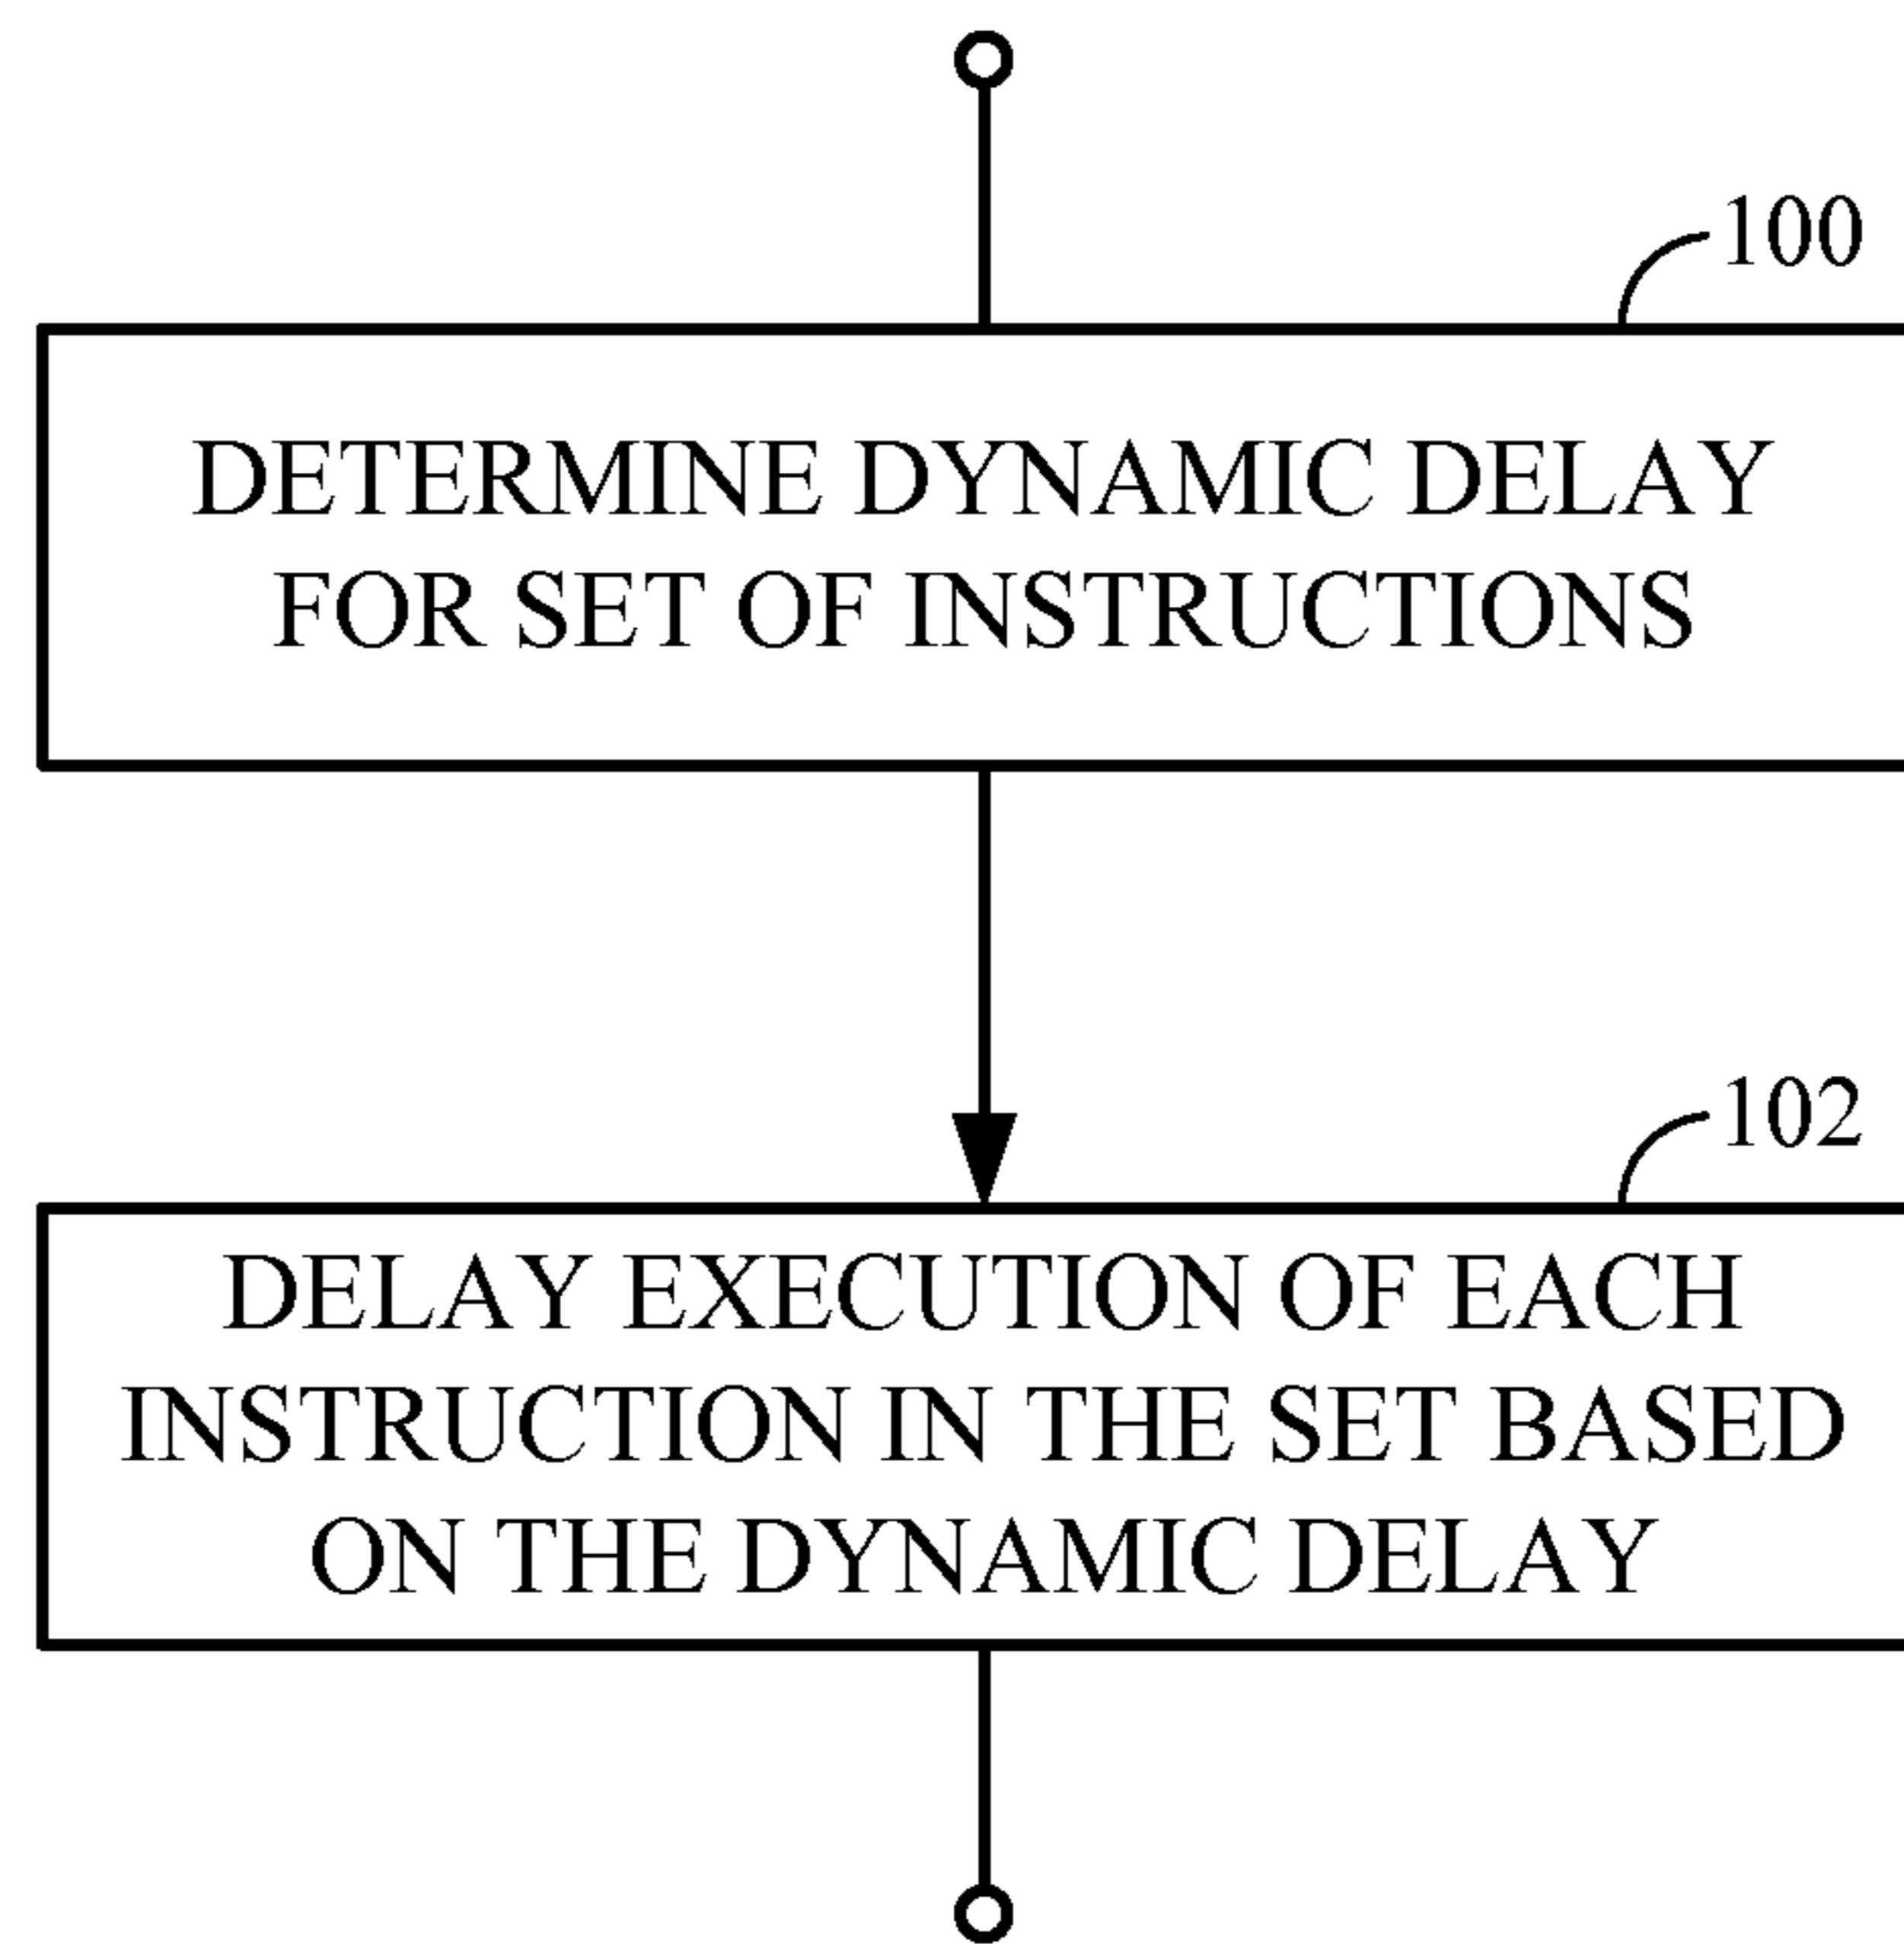 100
DETERMINE DYNAMIC DELAY
FOR SET OF INSTRUCTIONS
102
DELAY EXECUTION OF EACH
INSTRUCTION IN THE SET BASED
ON THE DYNAMIC DELAY